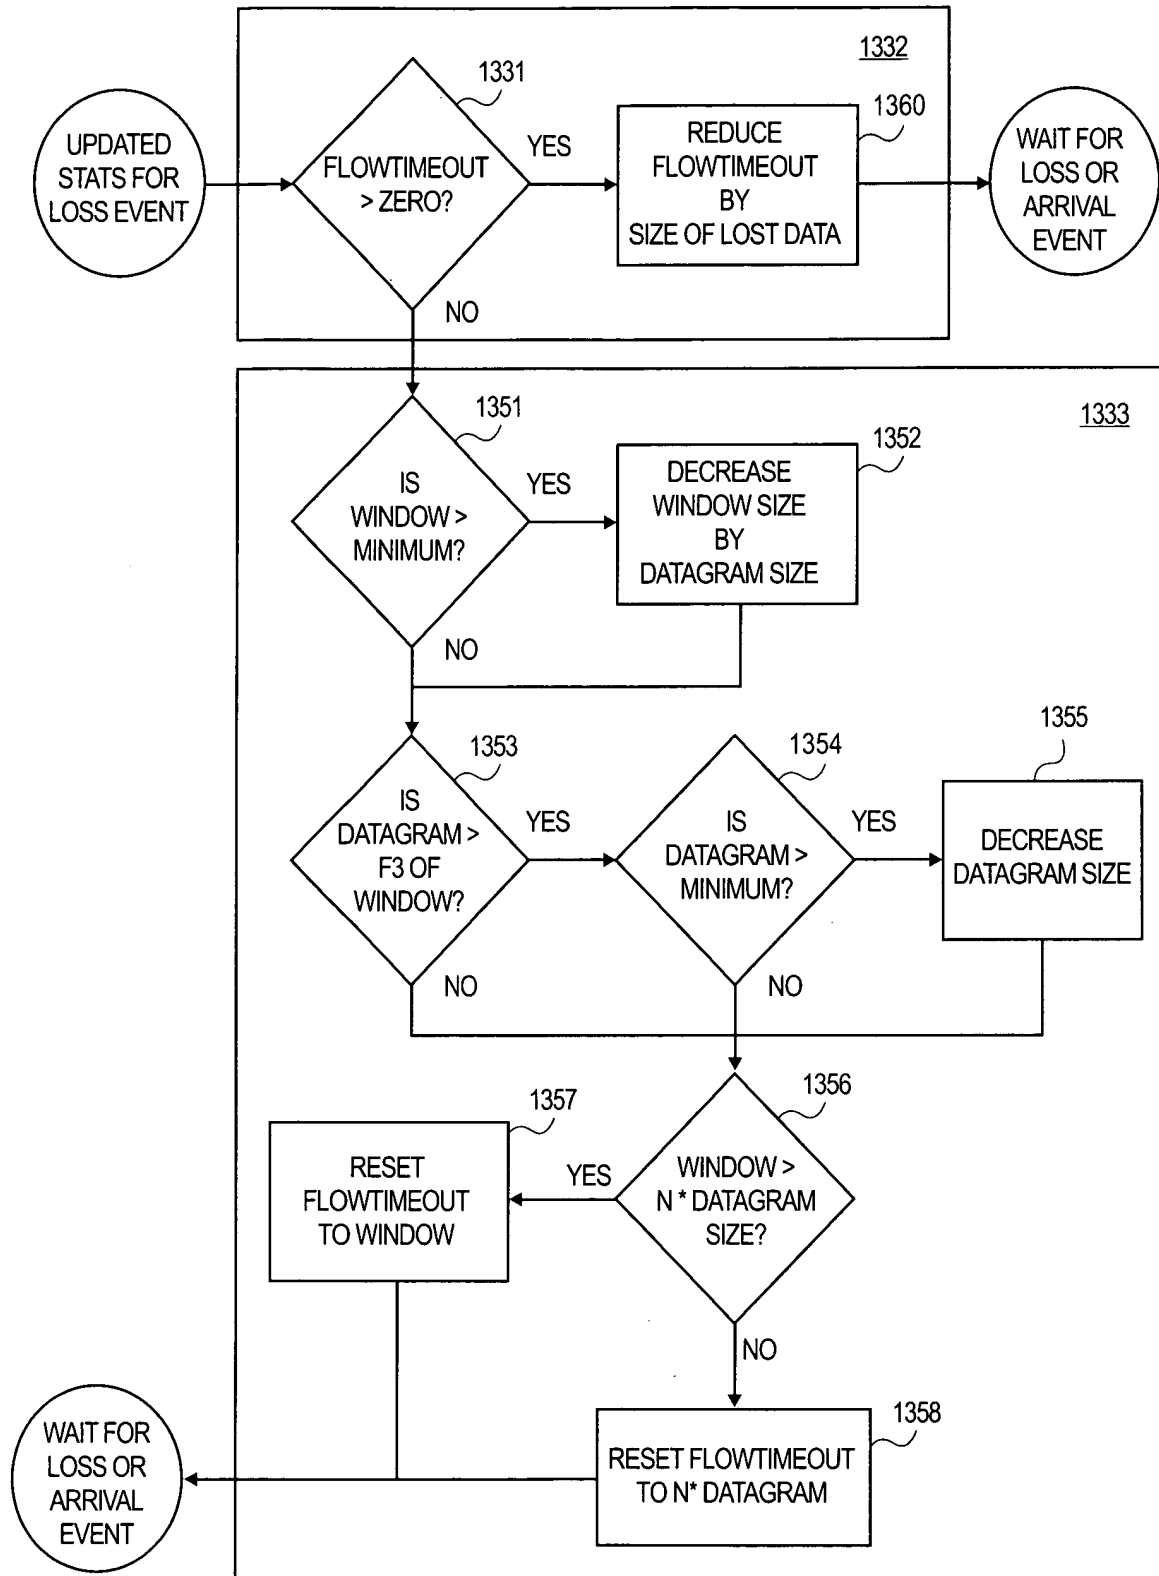 1332
1331
1360
UPDATED
STATS FOR
LOSS EVENT
FLOWTIMEOUT
> ZERO?
YES
REDUCE
FLOWTIMEOUT
BY
SIZE OF LOST DATA
WAIT FOR
LOSS OR
ARRIVAL
EVENT
NO
1333
1351
1352
IS
WINDOW >
MINIMUM?
YES
DECREASE
WINDOW SIZE
BY
DATAGRAM SIZE
NO
1353
1354
1355
IS
DATAGRAM >
F3 OF
WINDOW?
YES
IS
DATAGRAM >
MINIMUM?
YES
DECREASE
DATAGRAM SIZE
NO
NO
1356
1357
RESET
FLOWTIMEOUT
TO WINDOW
YES
WINDOW >
N * DATAGRAM
SIZE?
NO
1358
WAIT FOR
LOSS OR
ARRIVAL
EVENT
RESET FLOWTIMEOUT
TO N* DATAGRAM